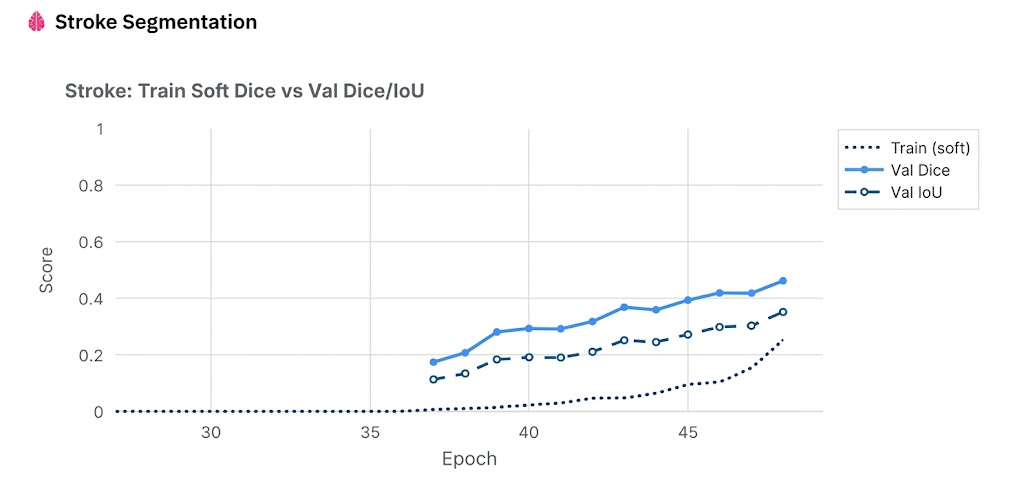 Stroke Segmentation
Stroke: Train Soft Dice vs Val Dice/IoU
1
0.8
0.6
0.4
0.2
0
Score
30 35 40 45
Epoch
Train (soft)
Val Dice
Val IoU